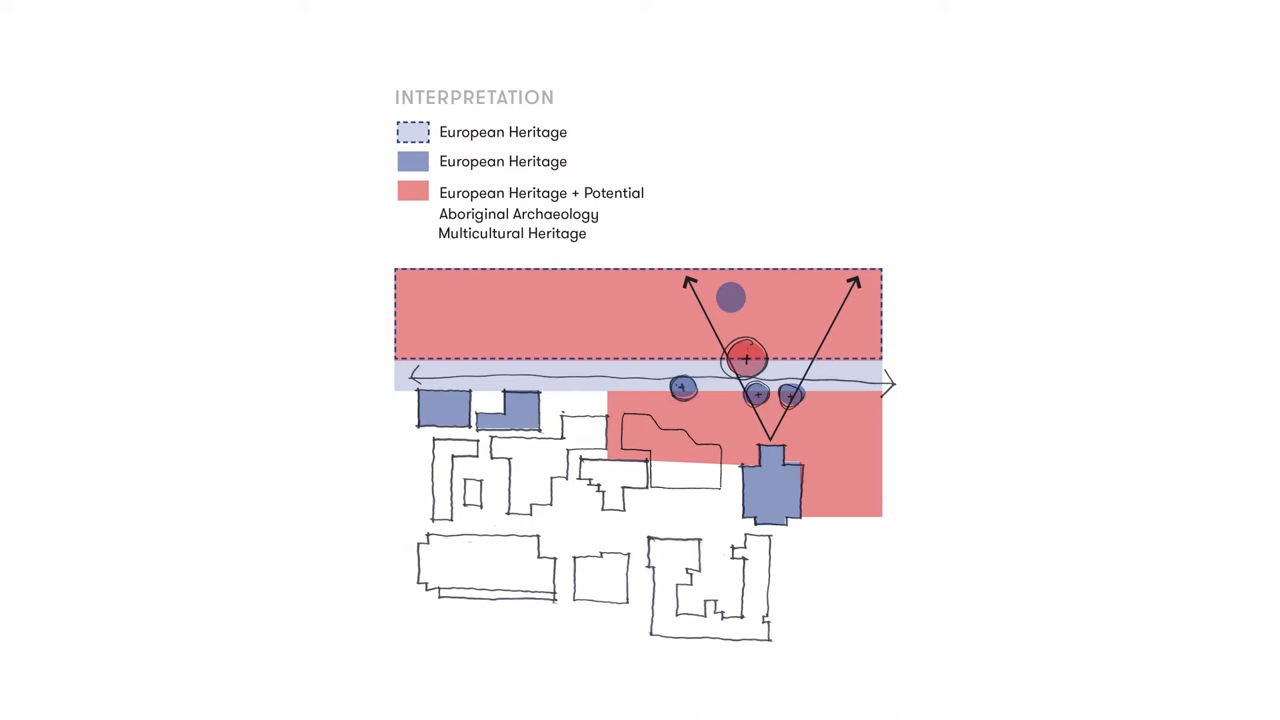 INTERPRETATION
European Heritage
European Heritage
European Heritage + Potential
Aboriginal Archaeology
Multicultural Heritage